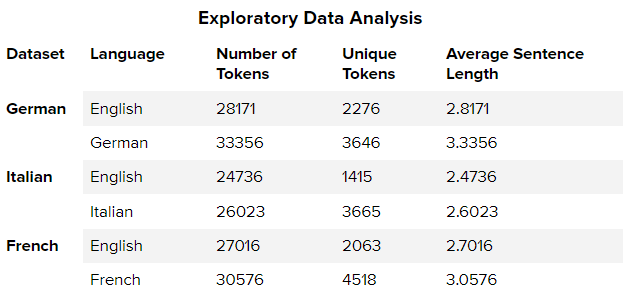 Exploratory Data Analysis
Dataset Language Number of Tokens Unique Tokens Average Sentence Length
German English 28171 2276 2.8171
German 33356 3646 3.3356
Italian English 24736 1415 2.4736
Italian 26023 3665 2.6023
French English 27016 2063 2.7016
French 30576 4518 3.0576